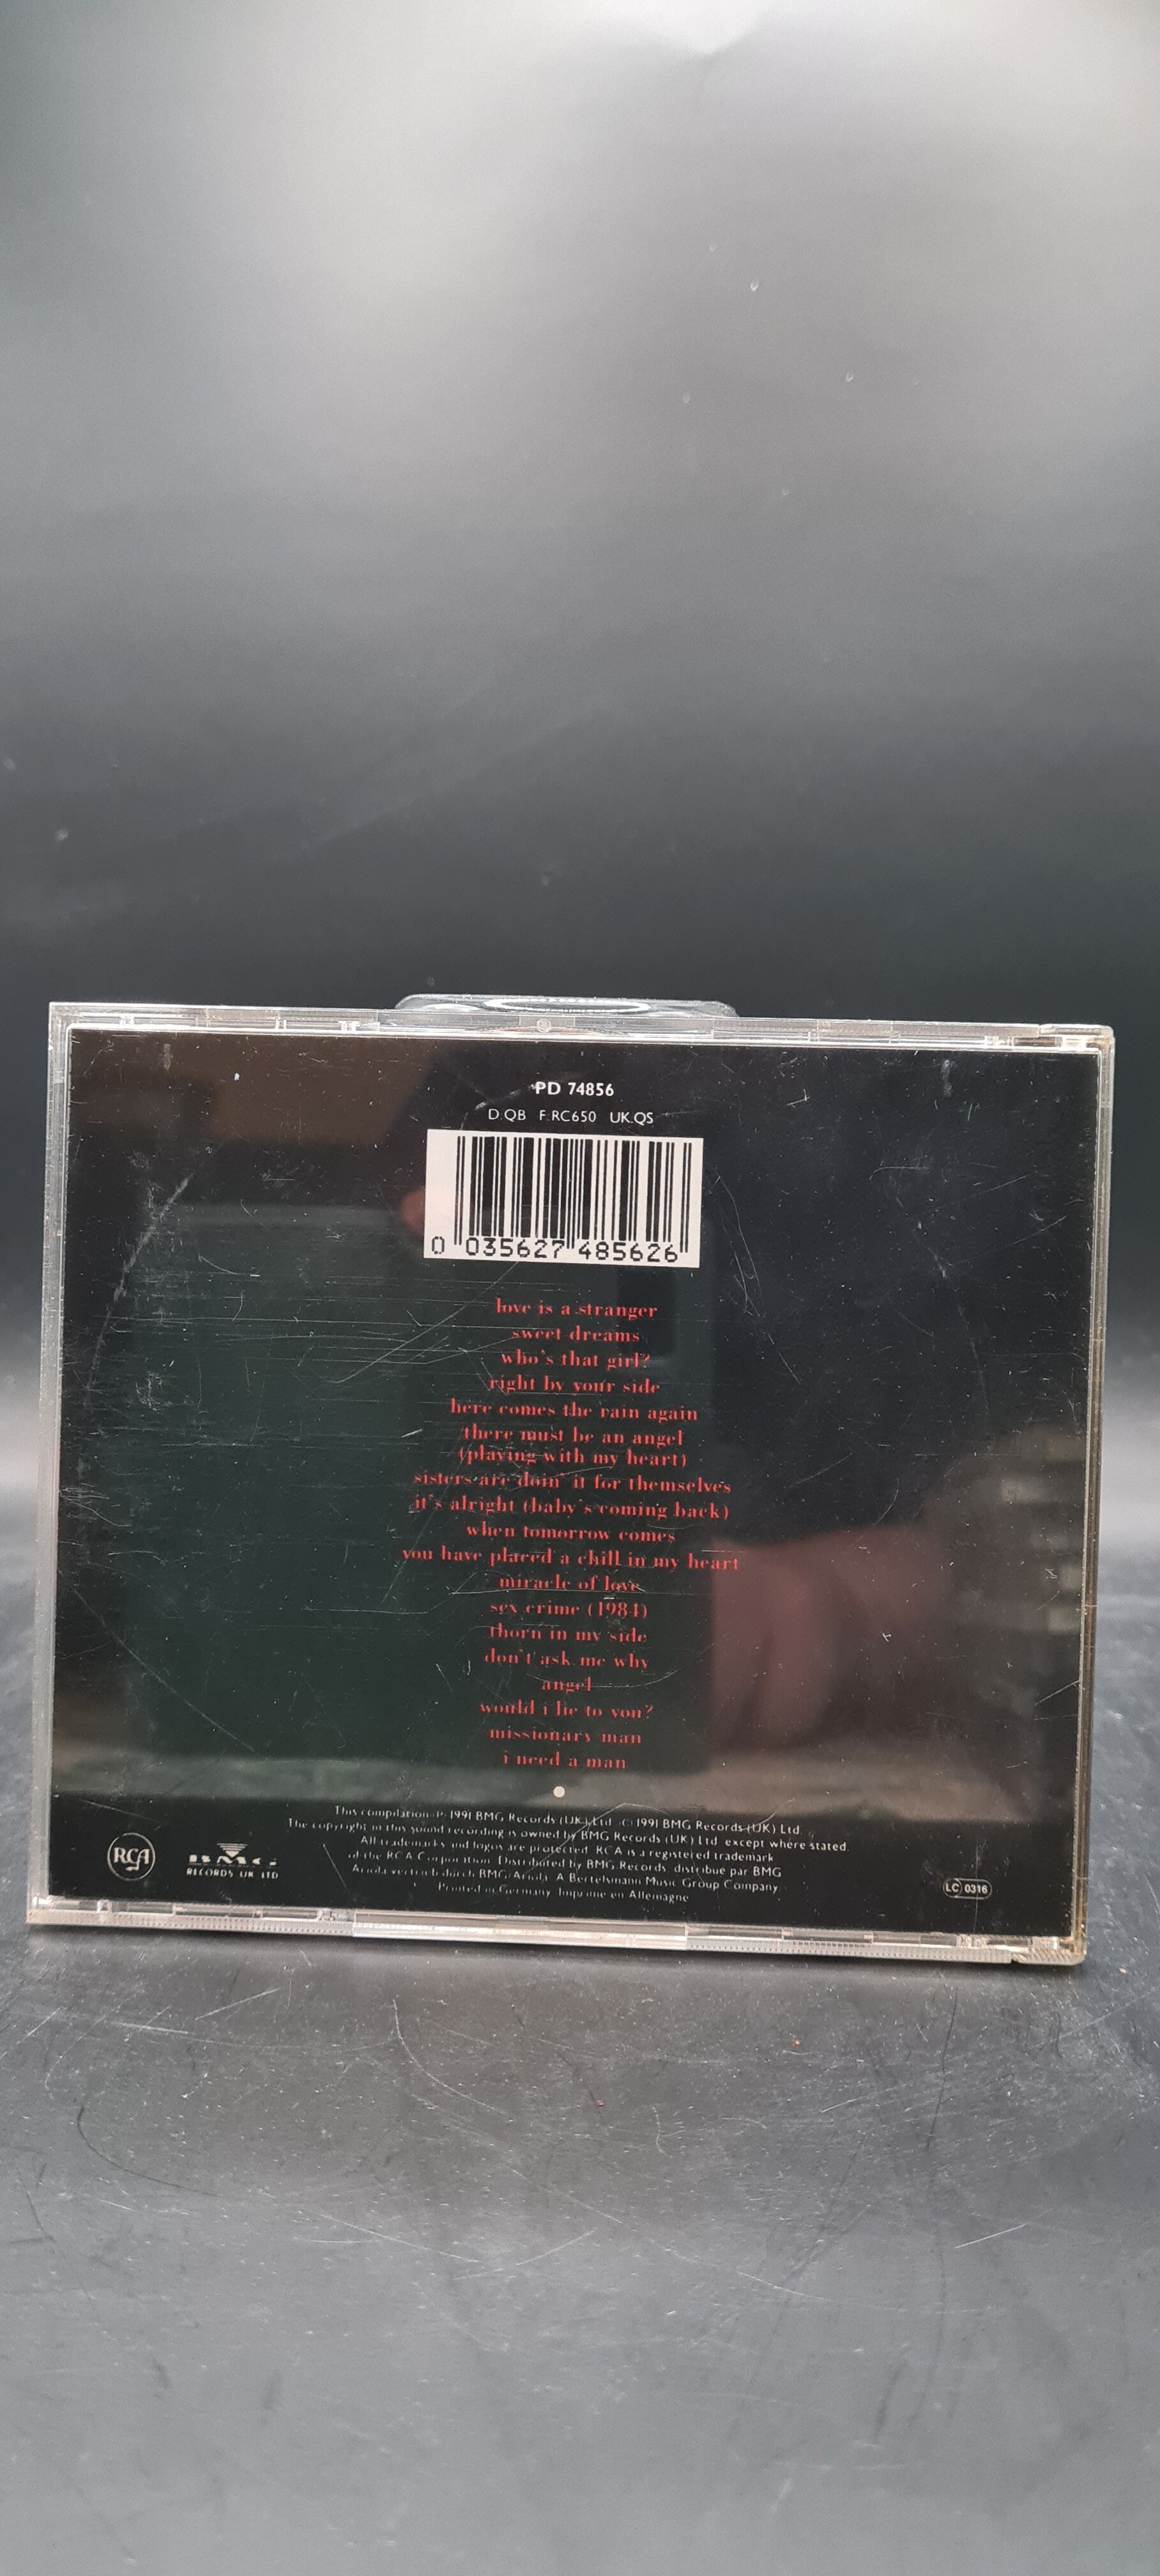 PD 74856
D.QB F.RC650 UK.QS
0 035627 485626
love is a stranger
sweet dreams
who's that girl?
right by your side
here comes the rain again
there must be an angel
(playing with my heart)
sisters are doin' it for themselves
it's alright (baby's coming back)
when tomorrow comes
you have placed a chill in my heart
miracle of love
sex crime (1984)
thorn in my side
don't ask me why
angel
would i lie to you?
missionary man
i need a man
This compilation ℗ 1991 BMG Records (UK) Ltd. © 1991 BMG Records (UK) Ltd.
The copyright in this sound recording is owned by BMG Records (UK) Ltd except where stated.
All trademarks and logos are protected. RCA is a registered trademark
of the RCA Corporation. Distributed by BMG Records. distribue par BMG
Ariola vertrieb durch BMG/Ariola. A Bertelsmann Music Group Company.
Printed in Germany. Imprime en Allemagne
RCA
BMG
RECORDS UK LTD
LC 0316